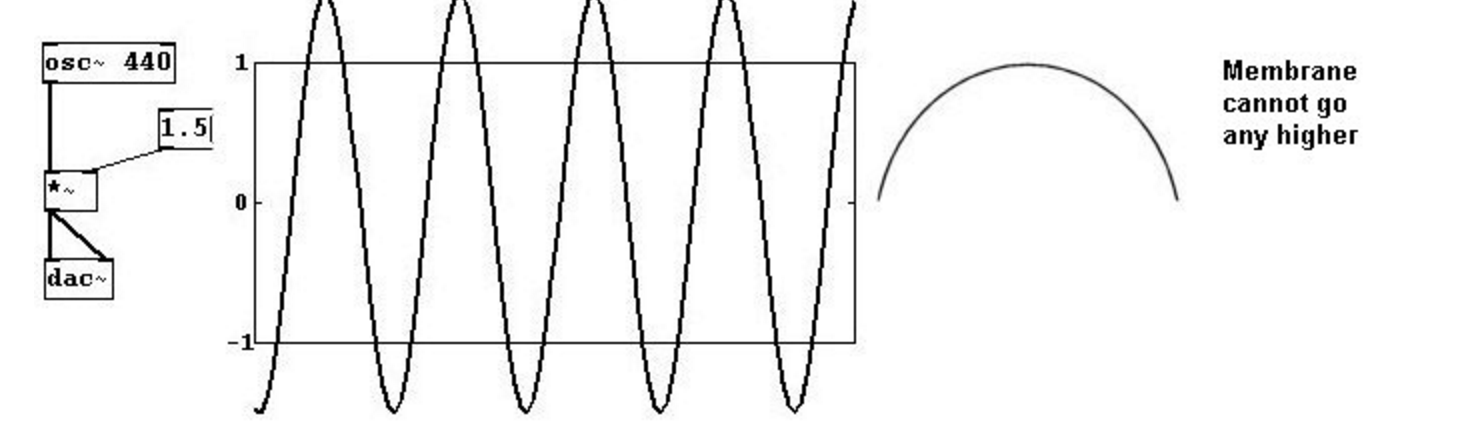 osc~ 440
1.5
*~
dac~
1
0
-1
Membrane
cannot go
any higher